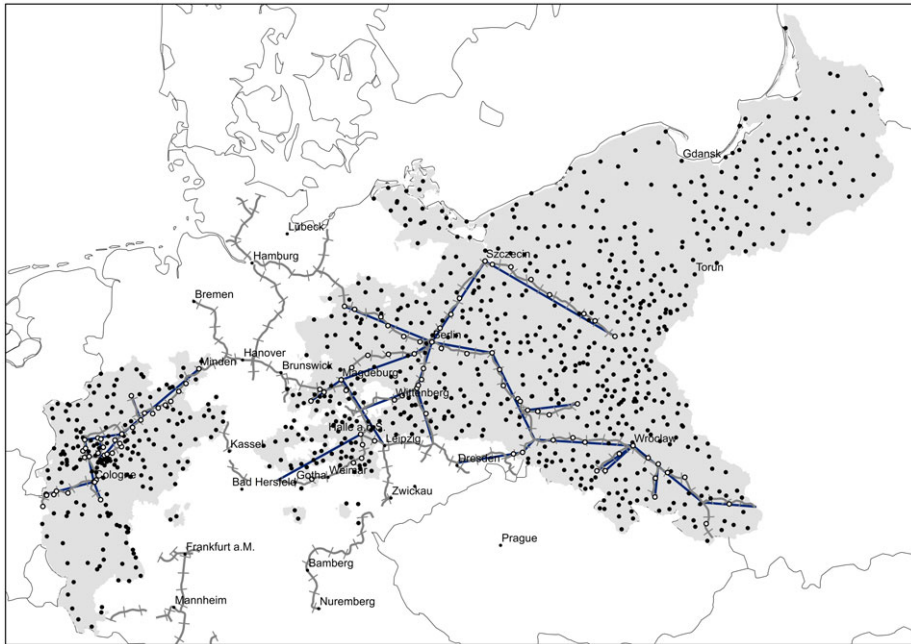 Gdansk
Lübeck
Szczecin
Hamburg
Torun
Bremen
Berlin
Hanover
Minden
Brunswick
Magdeburg
Wittenberg
Halle a.S.
Wroclaw
Kassel
Leipzig
Dresden
Cologne
Gotha
Weimar
Bad Hersfeld
Zwickau
Prague
Frankfurt a.M.
Bamberg
Mannheim
Nuremberg